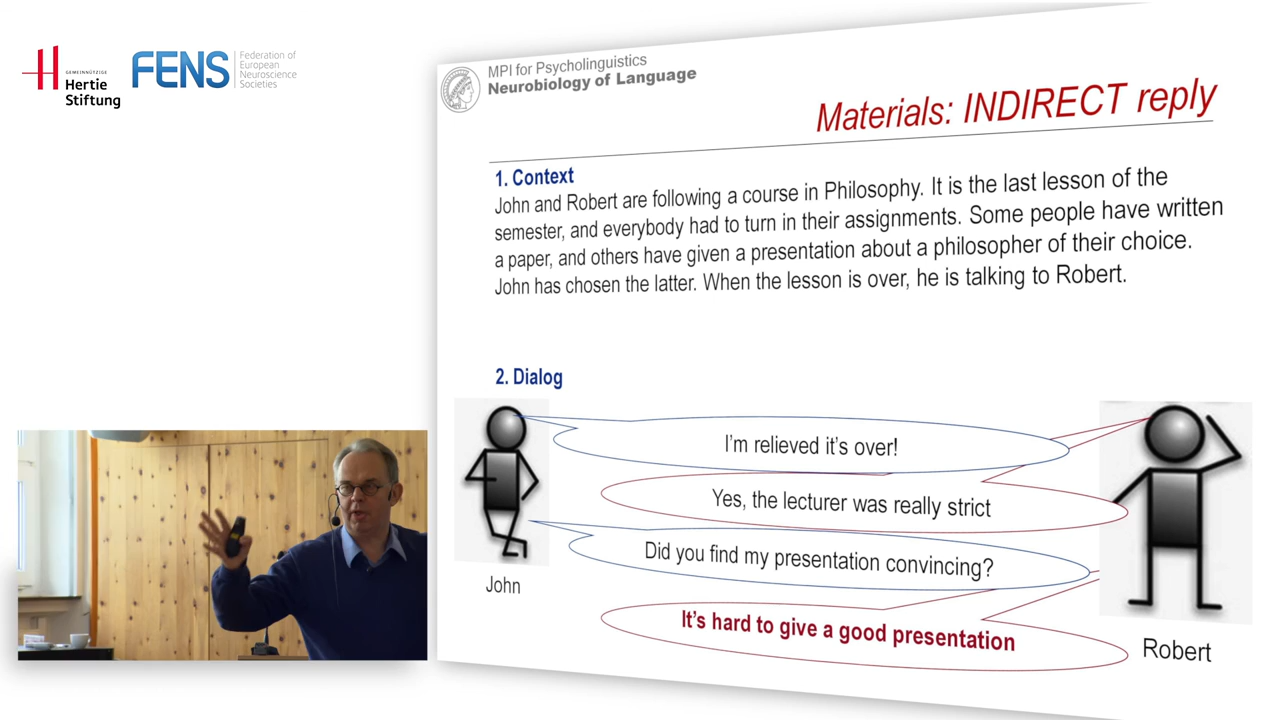 GEMEINNÜTZIGE
Hertie
Stiftung
FENS
Federation of
European
Neuroscience
Societies
MPI for Psycholinguistics
Neurobiology of Language
Materials: INDIRECT reply
1. Context
John and Robert are following a course in Philosophy. It is the last lesson of the
semester, and everybody had to turn in their assignments. Some people have written
a paper, and others have given a presentation about a philosopher of their choice.
John has chosen the latter. When the lesson is over, he is talking to Robert.
2. Dialog
I'm relieved it's over!
Yes, the lecturer was really strict
Did you find my presentation convincing?
It's hard to give a good presentation
John
Robert